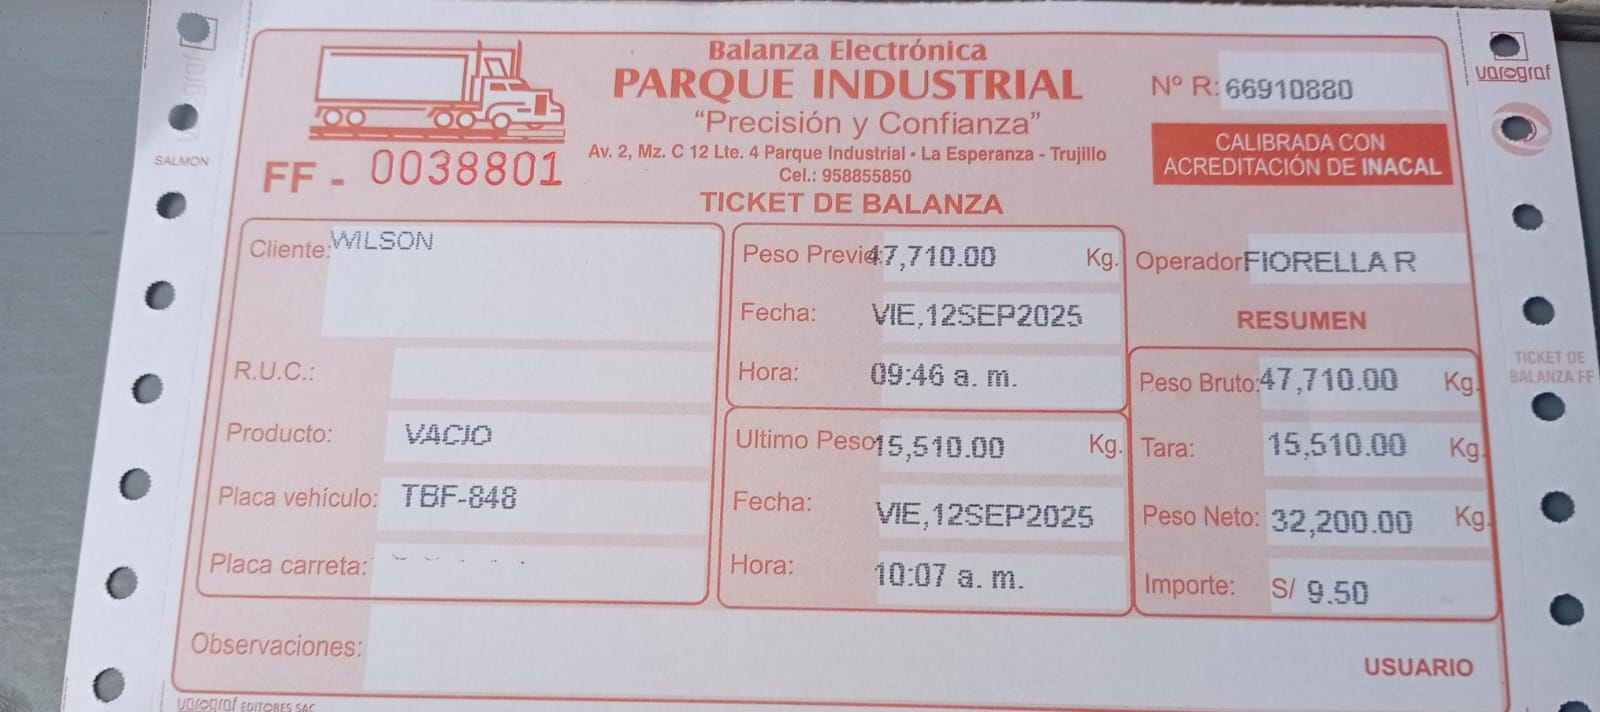 Balanza Electrónica
PARQUE INDUSTRIAL
“Precisión y Confianza”
Av. 2, Mz. C 12 Lte. 4 Parque Industrial • La Esperanza - Trujillo
Cel.: 958855850
Nº R: 66910880
CALIBRADA CON
ACREDITACIÓN DE INACAL
FF - 0038801
TICKET DE BALANZA
Cliente: WILSON
R.U.C.:
Producto: VACIO
Placa vehículo: TBF-848
Placa carreta:
Peso Previo: 47,710.00 Kg.
Fecha: VIE,12SEP2025
Hora: 09:46 a. m.
Ultimo Peso 15,510.00 Kg.
Fecha: VIE,12SEP2025
Hora: 10:07 a. m.
Operador FIORELLA R
RESUMEN
Peso Bruto: 47,710.00 Kg.
Tara: 15,510.00 Kg.
Peso Neto: 32,200.00 Kg.
Importe: S/ 9.50
Observaciones:
USUARIO
SALMON
varograf
varograf
TICKET DE
BALANZA FF
varograf EDITORES SAC